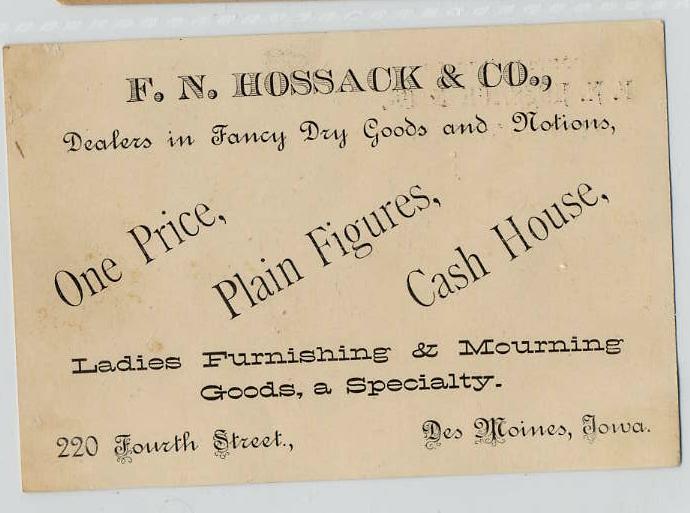 F. N. HOSSACK & CO.,
Dealers in Fancy Dry Goods and Notions,
One Price,
Plain Figures,
Cash House,
Ladies Furnishing & Mourning
Goods, a Specialty.
220 Fourth Street.,
Des Moines, Iowa.